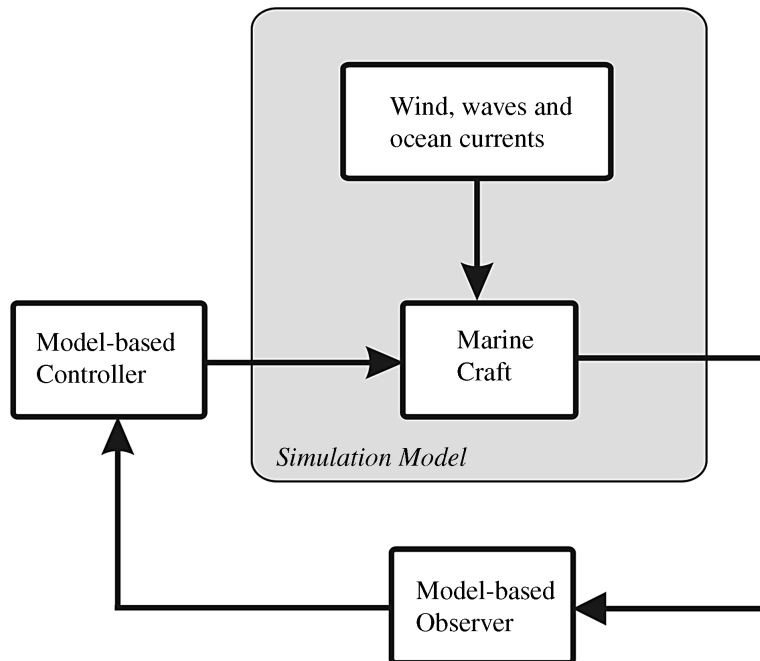 Wind, waves and
ocean currents
Model-based
Controller
Marine
Craft
Simulation Model
Model-based
Observer